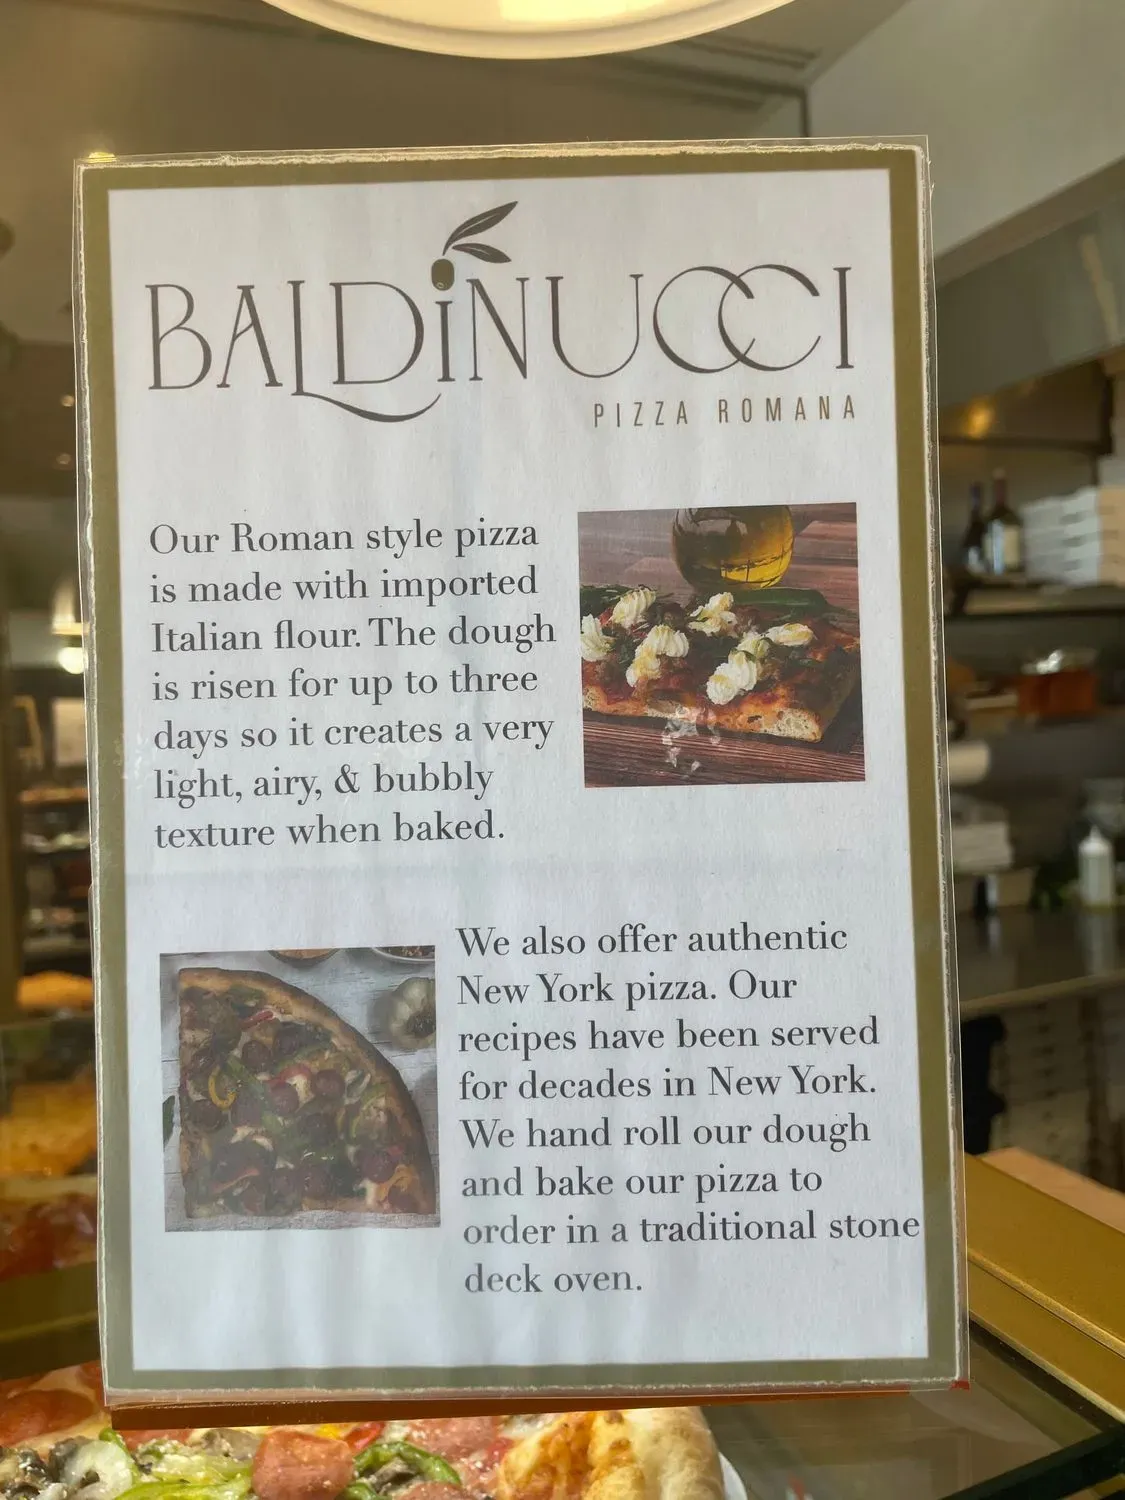 BALDiNUCCI
PIZZA ROMANA
Our Roman style pizza
is made with imported
Italian flour. The dough
is risen for up to three
days so it creates a very
light, airy, & bubbly
texture when baked.
We also offer authentic
New York pizza. Our
recipes have been served
for decades in New York.
We hand roll our dough
and bake our pizza to
order in a traditional stone
deck oven.